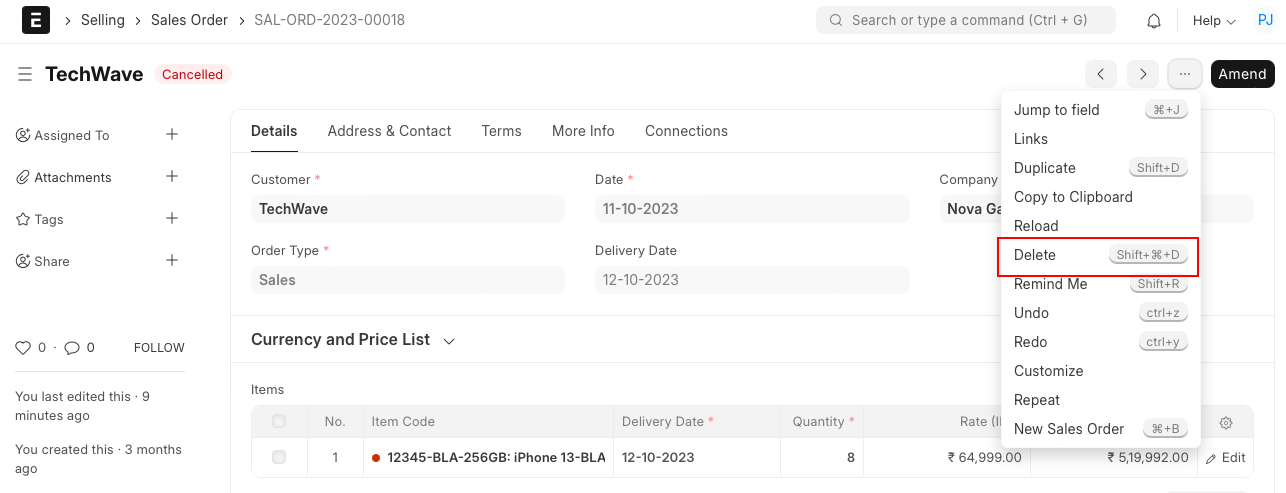 E Selling Sales Order SAL-ORD-2023-00018 Search or type a command (Ctrl + G) Help PJ
TechWave Cancelled ... Amend
Jump to field ⌘+J
Links
Duplicate Shift+D
Copy to Clipboard
Reload
Delete Shift+⌘+D
Remind Me Shift+R
Undo ctrl+z
Redo ctrl+y
Customize
Repeat
New Sales Order ⌘+B
Assigned To +
Attachments +
Tags +
Share +
0 · 0 FOLLOW
You last edited this · 9
minutes ago
You created this · 3 months
ago
Details Address & Contact Terms More Info Connections
Customer * Date * Company
TechWave 11-10-2023 Nova Ga
Order Type * Delivery Date
Sales 12-10-2023
Currency and Price List
Items
No. Item Code Delivery Date * Quantity * Rate (I
1 12345-BLA-256GB: iPhone 13-BLA 12-10-2023 8 ₹ 64,999.00 ₹ 5,19,992.00 Edit